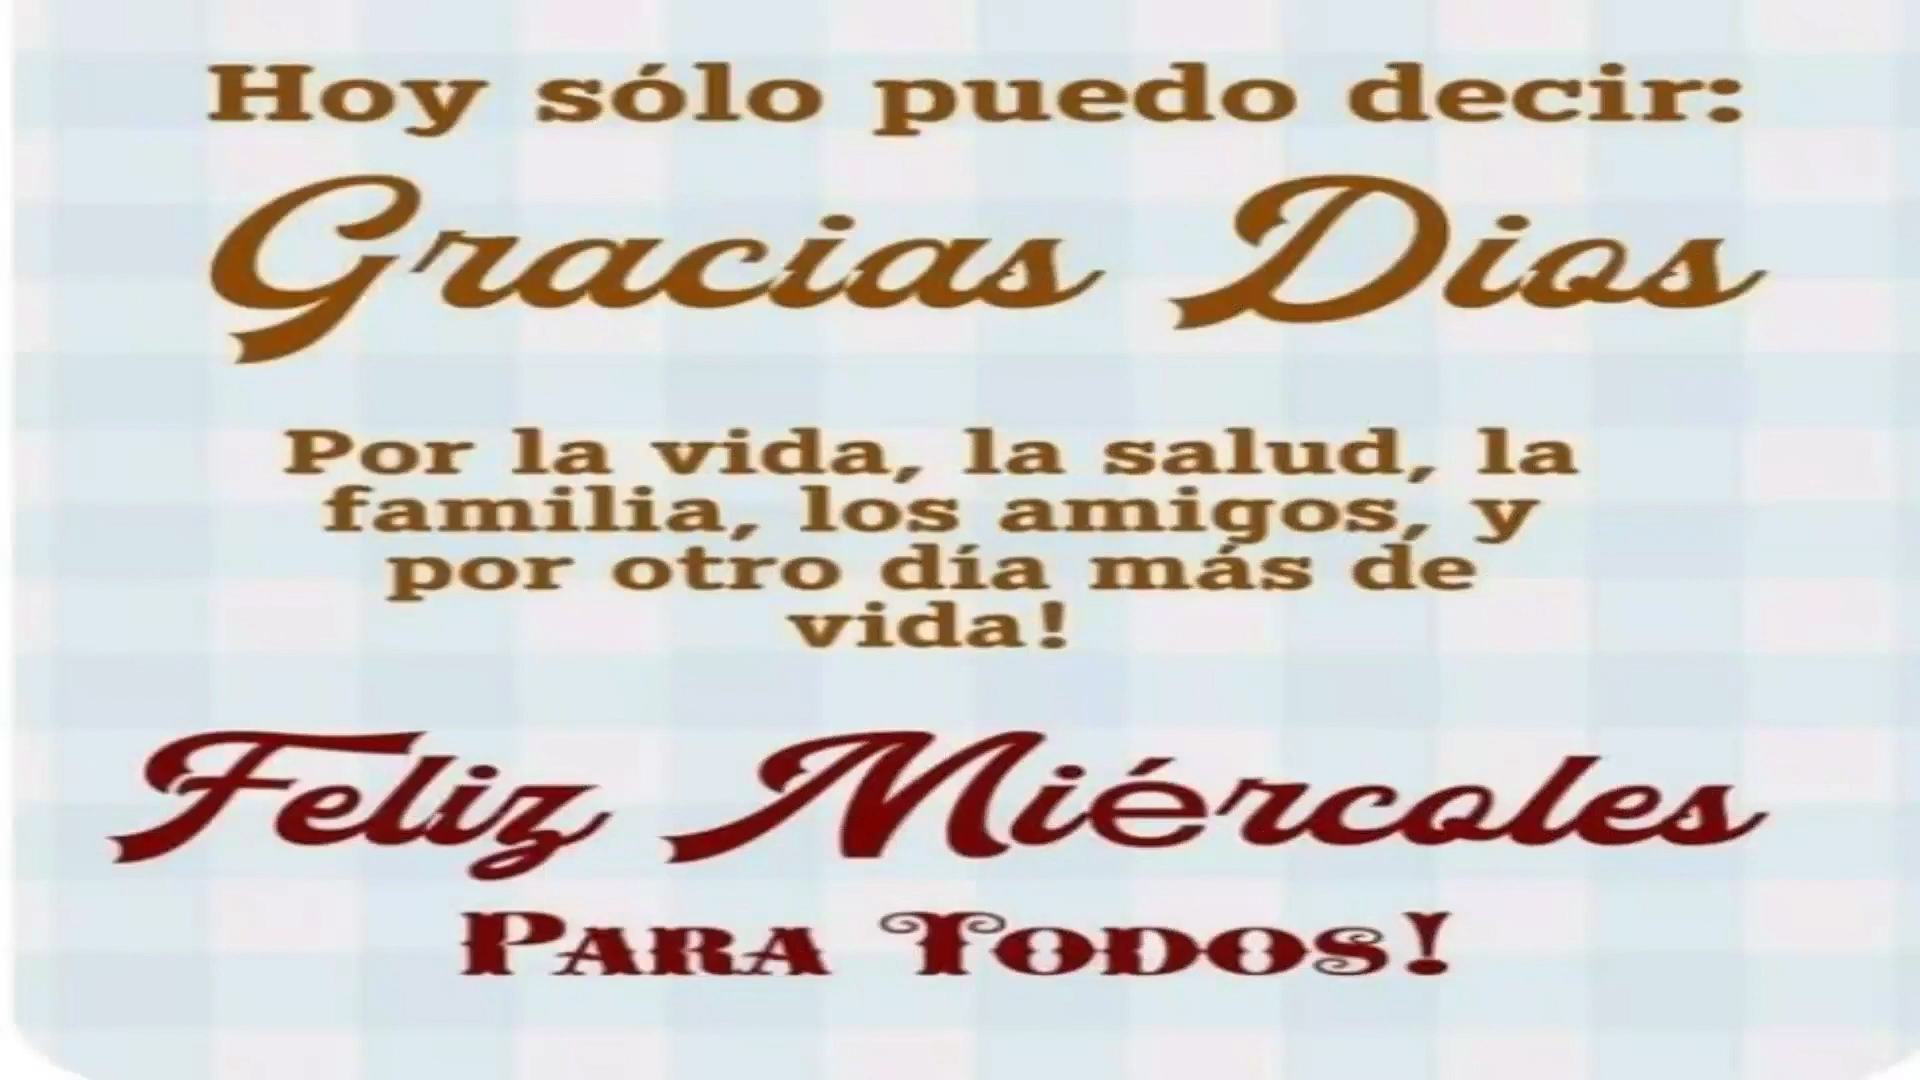 Hoy sólo puedo decir:
Gracias Dios
Por la vida, la salud, la
familia, los amigos, y
por otro día más de
vida!
Feliz Miércoles
PARA TODOS!